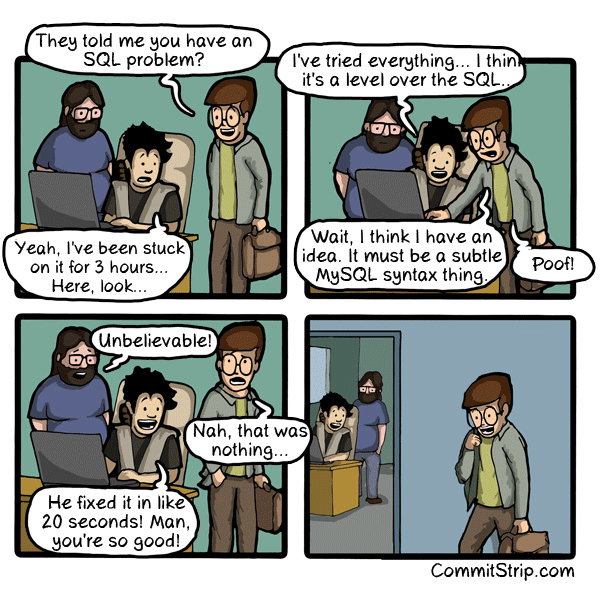 They told me you have an
SQL problem?
Yeah, I've been stuck
on it for 3 hours...
Here, look...
I've tried everything... I think
it's a level over the SQL..
Wait, I think I have an
idea. It must be a subtle
MySQL syntax thing.
Poof!
Unbelievable!
Nah, that was
nothing...
He fixed it in like
20 seconds! Man,
you're so good!
CommitStrip.com